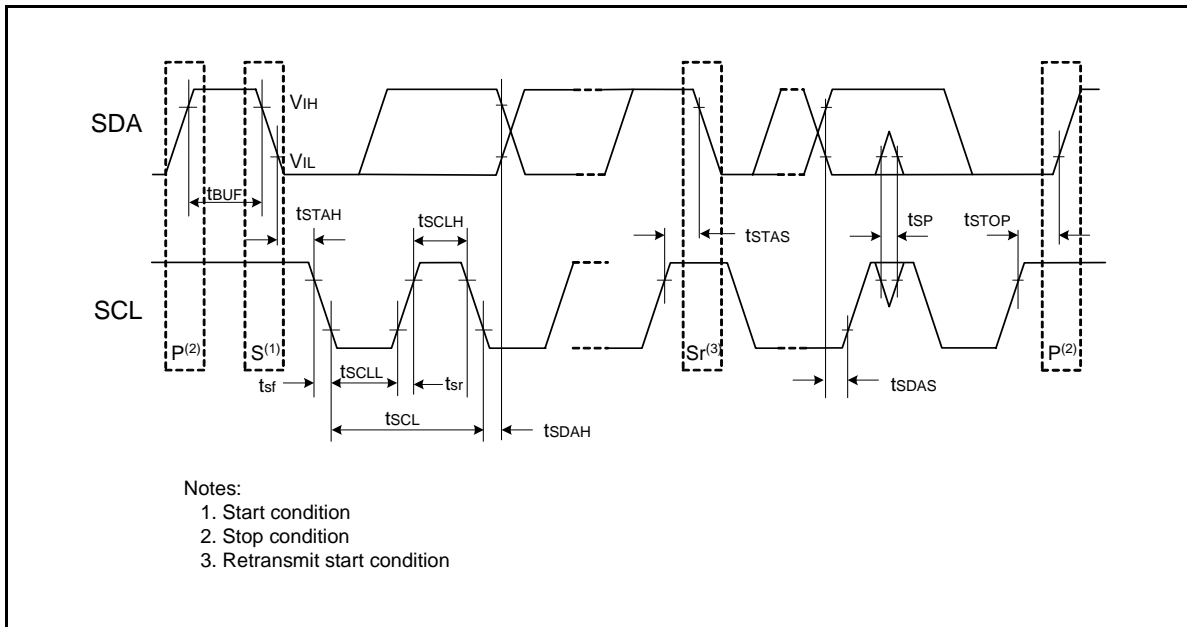 SDA
VIH
VIL
tBUF
tSTAH
tSCLH
tSTAS
tSP
tSTOP
SCL
P(2)
S(1)
Sr(3)
P(2)
tsf
tSCLL
tsr
tSDAS
tSCL
tSDAH
Notes:
1. Start condition
2. Stop condition
3. Retransmit start condition